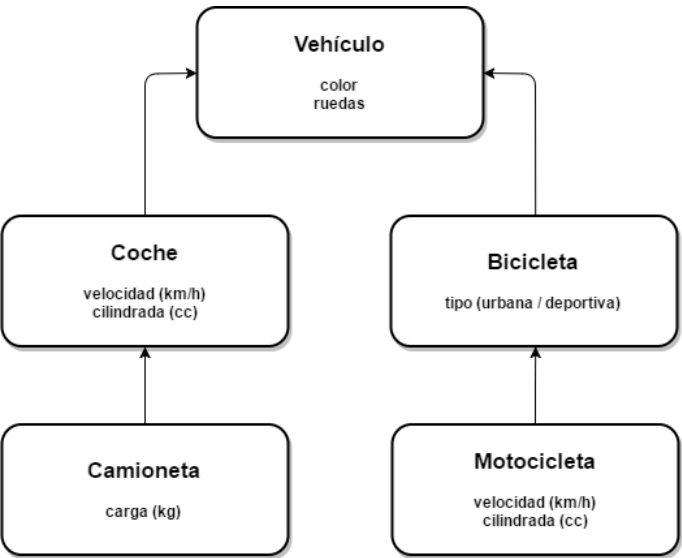 Vehículo
color
ruedas
Coche
velocidad (km/h)
cilindrada (cc)
Bicicleta
tipo (urbana / deportiva)
Camioneta
carga (kg)
Motocicleta
velocidad (km/h)
cilindrada (cc)